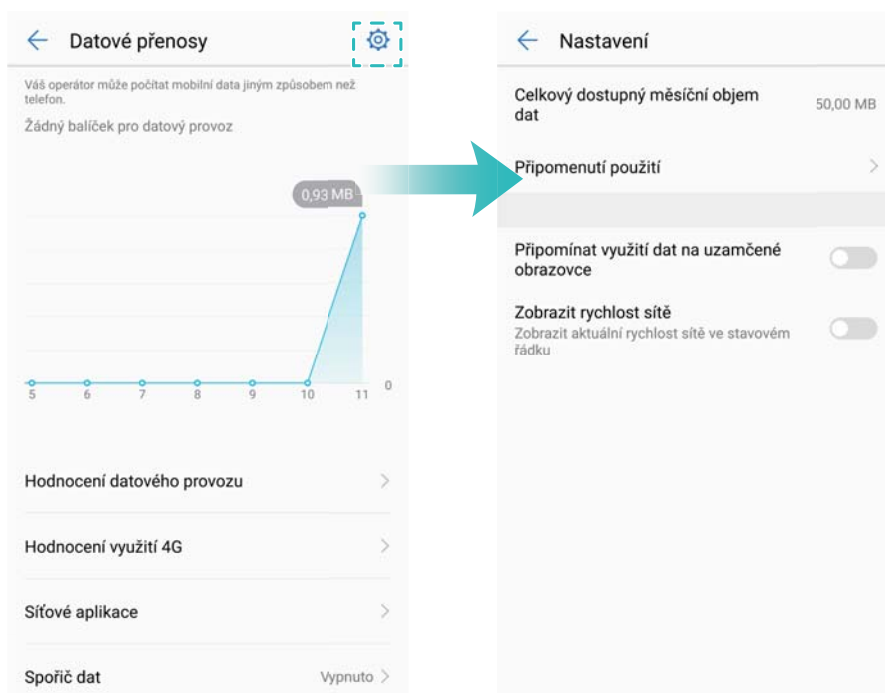 Datové přenosy
Váš operátor může počítat mobilní data jiným způsobem než
telefon.
Žádný balíček pro datový provoz
0,93 MB
0
5 6 7 8 9 10 11
Hodnocení datového provozu
Hodnocení využití 4G
Síťové aplikace
Spořič dat Vypnuto
Nastavení
Celkový dostupný měsíční objem
dat
50,00 MB
Připomenutí použití
Připomínat využití dat na uzamčené
obrazovce
Zobrazit rychlost sítě
Zobrazit aktuální rychlost sítě ve stavovém
řádku